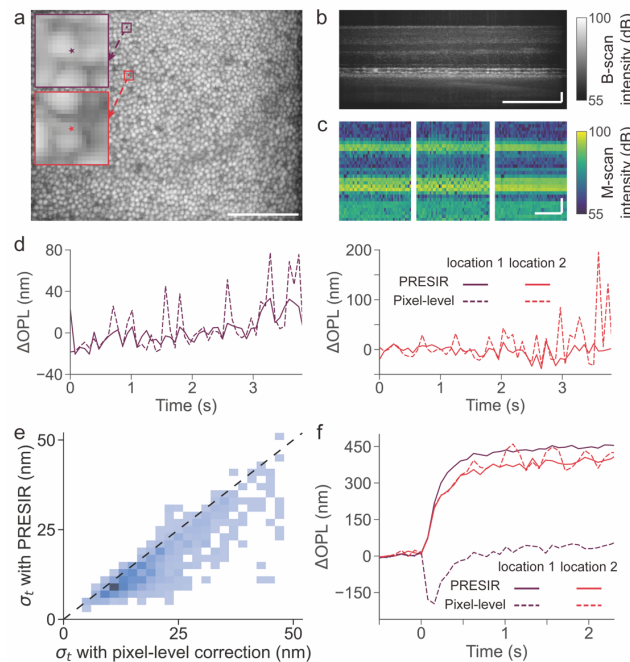 a
b
100
55
B-scan
intensity (dB)
c
100
55
M-scan
intensity (dB)
d
80
40
0
−40
ΔOPL (nm)
0
1
2
3
Time (s)
200
100
0
−100
ΔOPL (nm)
location 1 location 2
PRESIR
Pixel-level
0
1
2
3
Time (s)
e
50
25
0
σt with PRESIR (nm)
0
25
50
σt with pixel-level correction (nm)
f
450
300
150
0
−150
ΔOPL (nm)
location 1 location 2
PRESIR
Pixel-level
0
1
2
Time (s)